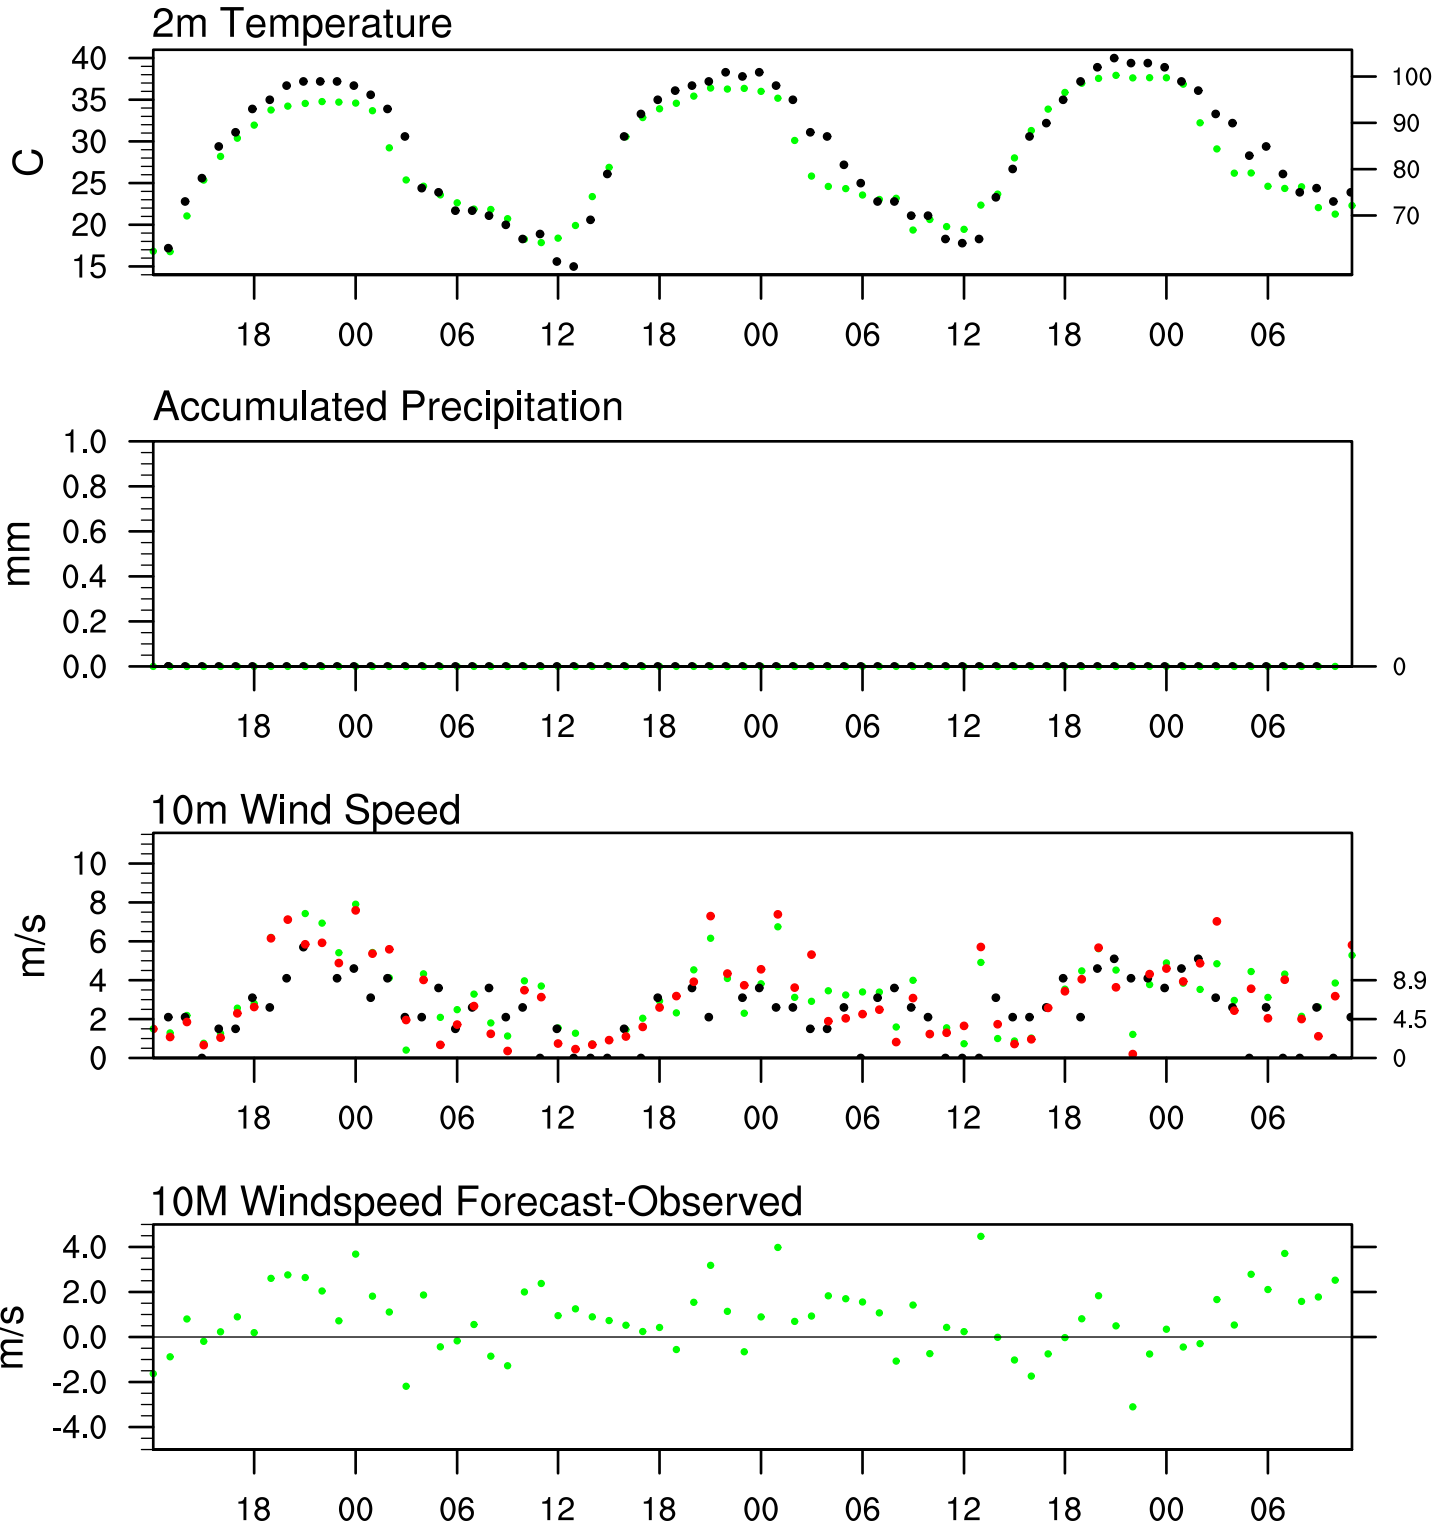 2m Temperature
40
35
30
25
20
15
C
100
90
80
70
18 00 06 12 18 00 06 12 18 00 06
Accumulated Precipitation
1.0
0.8
0.6
0.4
0.2
0.0
mm
0
18 00 06 12 18 00 06 12 18 00 06
10m Wind Speed
10
8
6
4
2
0
m/s
8.9
4.5
0
18 00 06 12 18 00 06 12 18 00 06
10M Windspeed Forecast-Observed
4.0
2.0
0.0
-2.0
-4.0
m/s
18 00 06 12 18 00 06 12 18 00 06